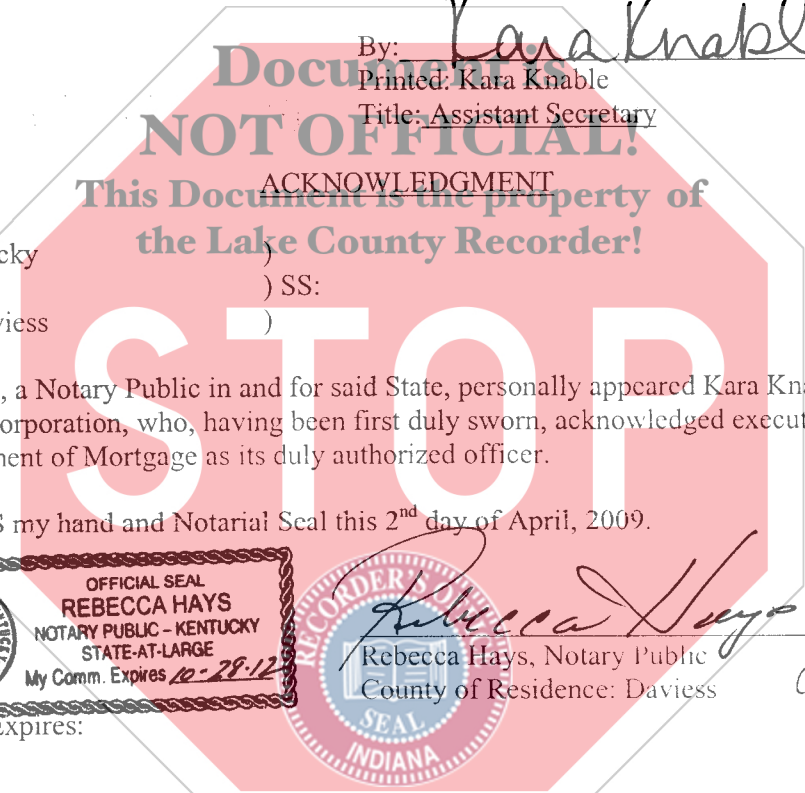 By: Kara Knabl
Document is
Printed: Kara Knable
Title: Assistant Secretary
NOT OFFICIAL!
ACKNOWLEDGMENT
This Document is the property of
the Lake County Recorder!
cky )
) SS:
viess )
STOP
, a Notary Public in and for said State, personally appeared Kara Kna
orporation, who, having been first duly sworn, acknowledged execut
ment of Mortgage as its duly authorized officer.
S my hand and Notarial Seal this 2nd day of April, 2009.
OFFICIAL SEAL
REBECCA HAYS
NOTARY PUBLIC – KENTUCKY
STATE-AT-LARGE
My Comm. Expires 10-28-12
Rebecca Hays
Rebecca Hays, Notary Public
County of Residence: Daviess
Expires:
RECORDER'S
SEAL
INDIANA